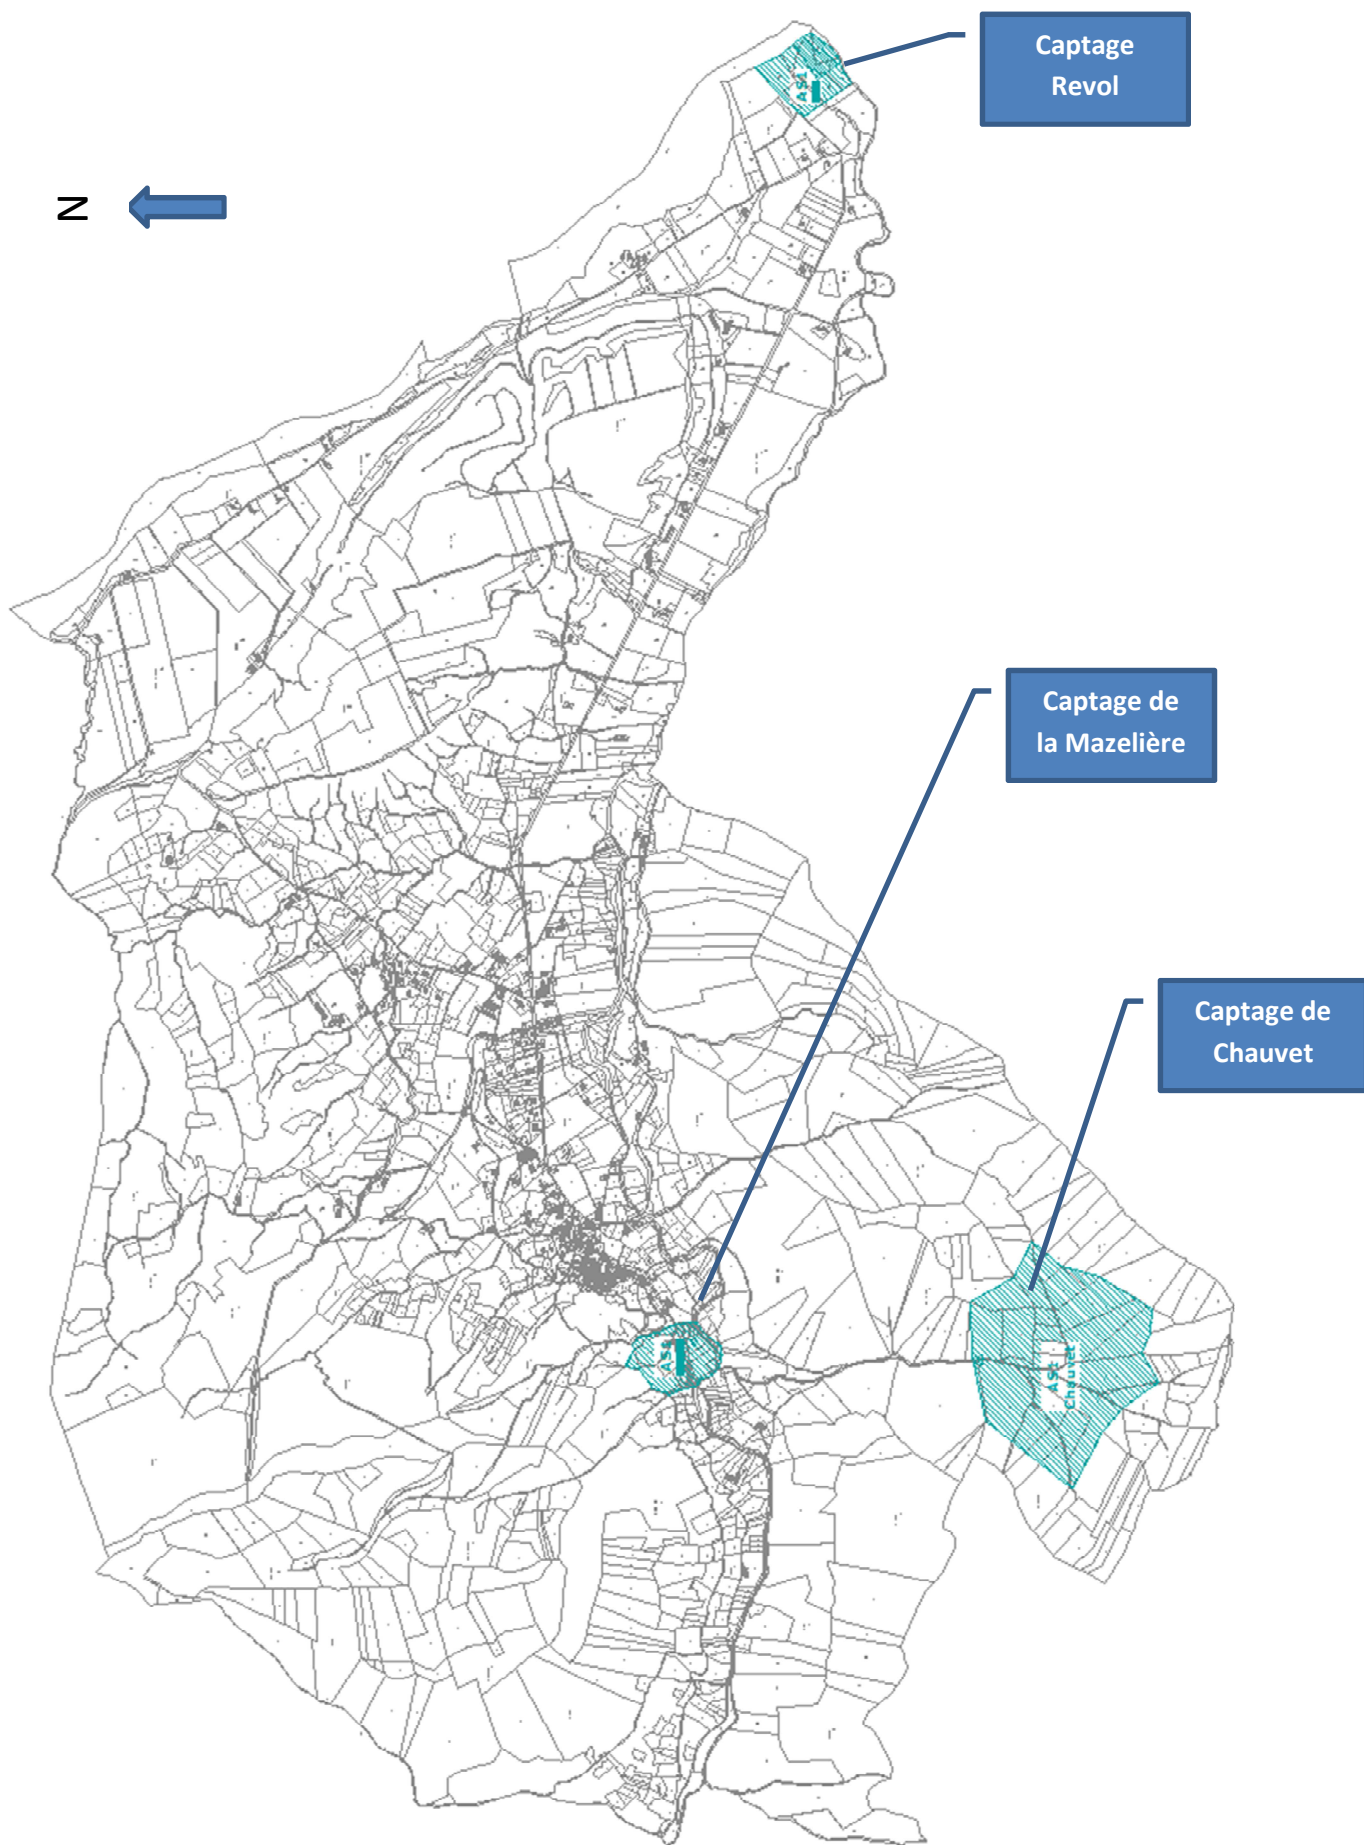 Captage
Revol
AS1
N
Captage de
la Mazelière
Captage de
Chauvet
AS1
AS1
Chauvet